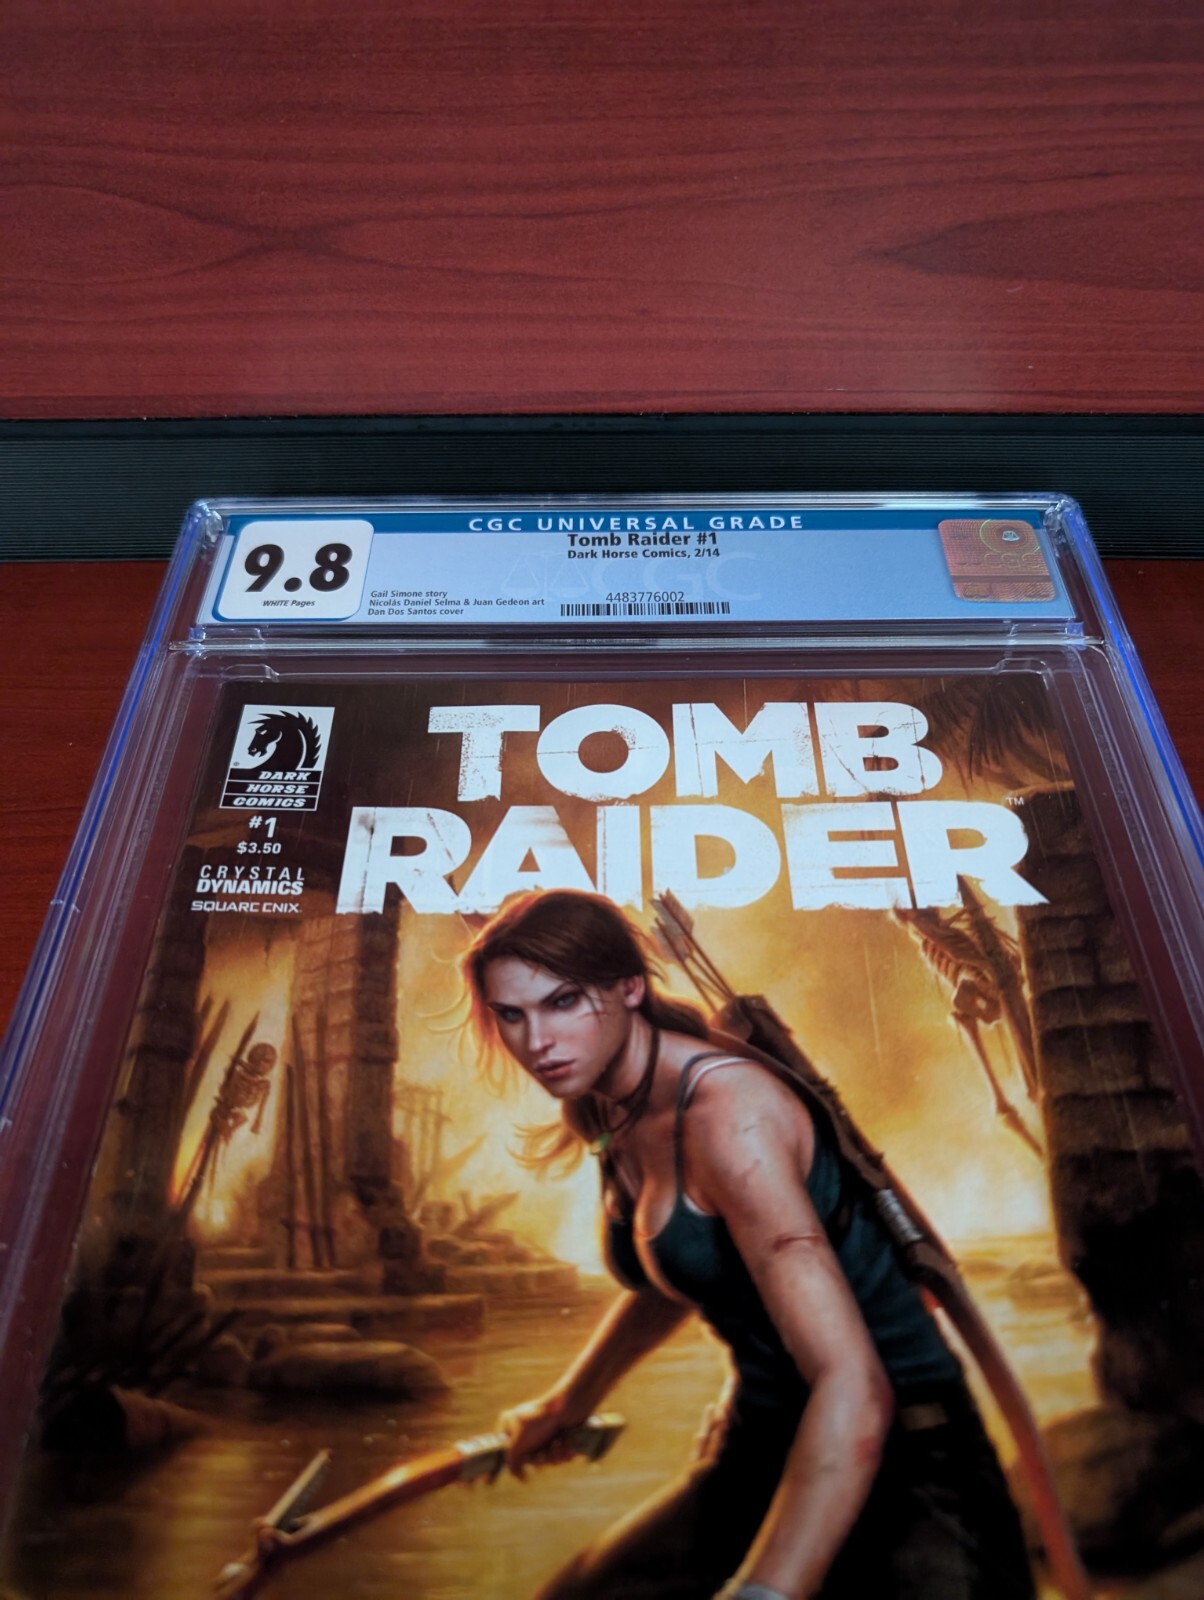 CGC UNIVERSAL GRADE
9.8
WHITE Pages
Tomb Raider #1
Dark Horse Comics, 2/14
Gail Simone story
Nicolás Daniel Selma & Juan Gedeon art
Dan Dos Santos cover
4483776002
CGC
DARK
HORSE
COMICS
#1
$3.50
CRYSTAL
DYNAMICS
SQUARE ENIX
TOMB
RAIDER™